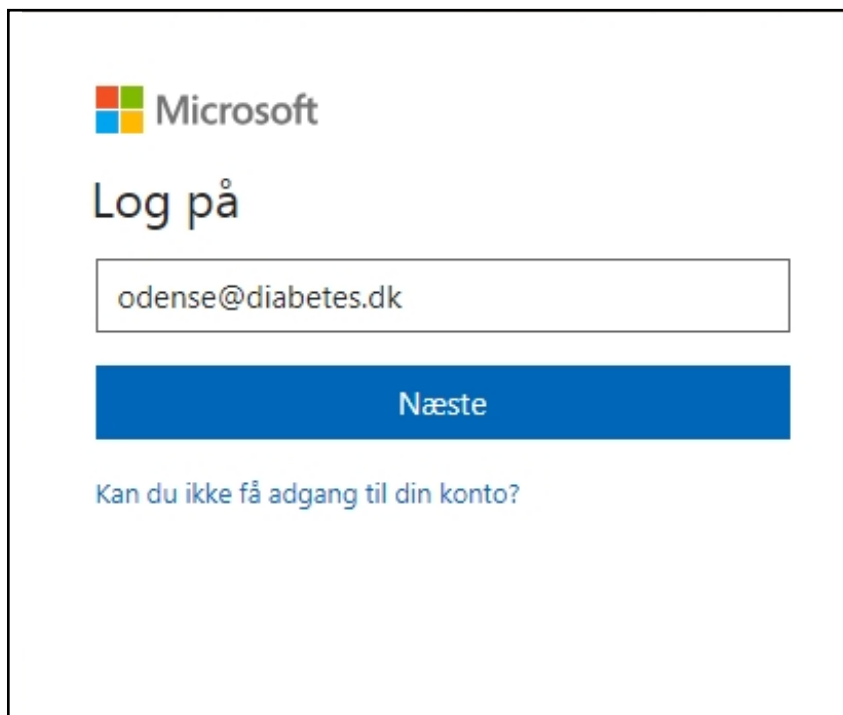 Microsoft
Log på
odense@diabetes.dk
Næste
Kan du ikke få adgang til din konto?